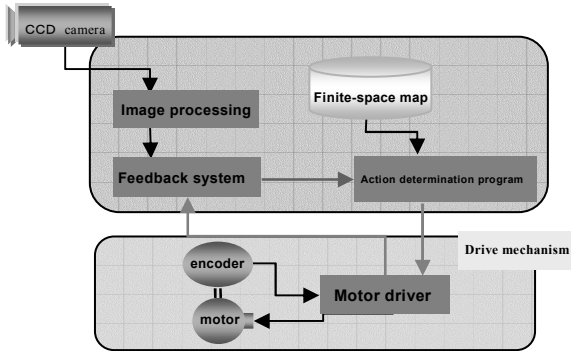 CCD camera
Image processing
Finite-space map
Feedback system
Action determination program
Drive mechanism
encoder
Motor driver
motor